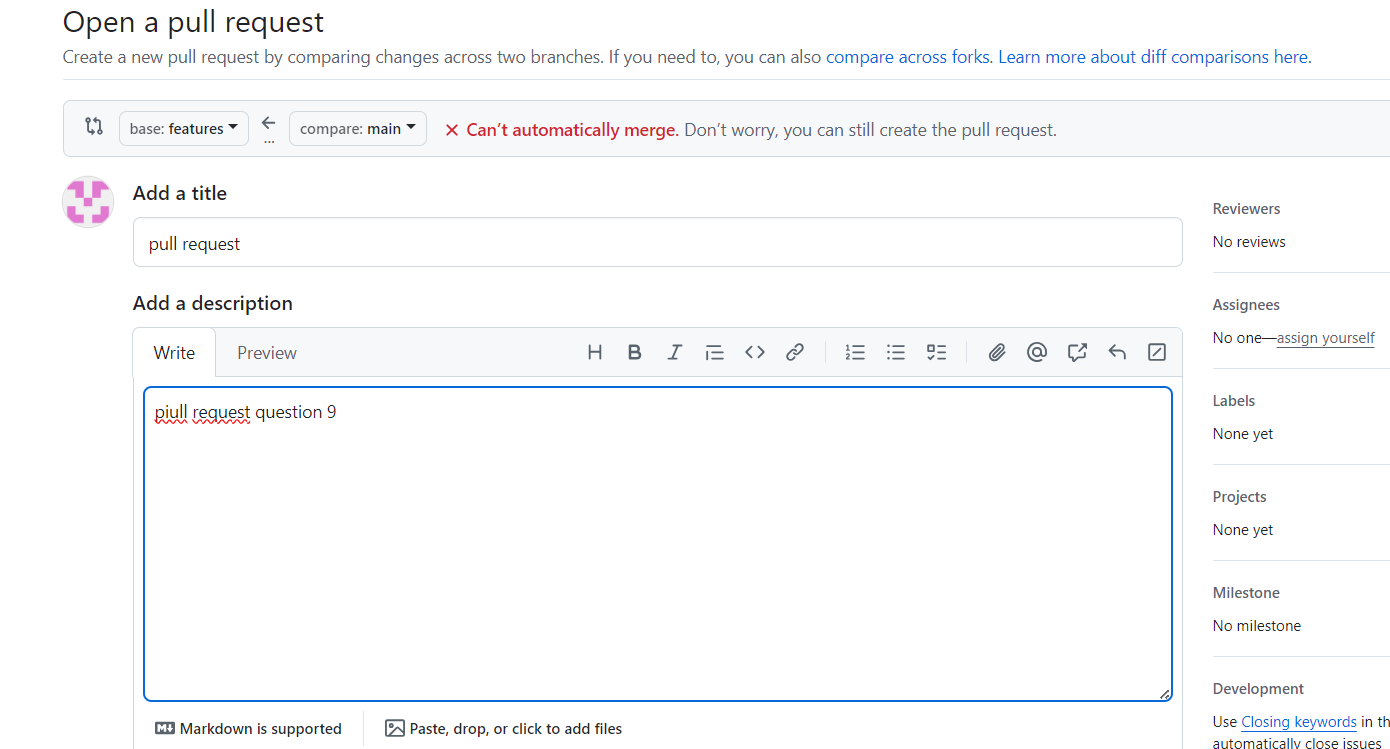 Open a pull request
Create a new pull request by comparing changes across two branches. If you need to, you can also compare across forks. Learn more about diff comparisons here.
base: features
...
compare: main
Can't automatically merge. Don't worry, you can still create the pull request.
Add a title
pull request
Add a description
Write
Preview
piull request question 9
Markdown is supported
Paste, drop, or click to add files
Reviewers
No reviews
Assignees
No one—assign yourself
Labels
None yet
Projects
None yet
Milestone
No milestone
Development
Use Closing keywords in th
automatically close issues